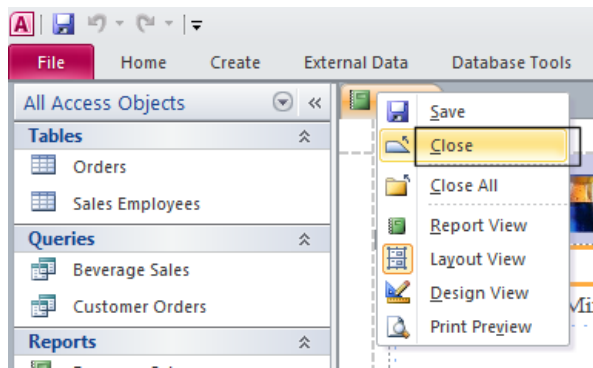 A
File Home Create External Data Database Tools
All Access Objects
Tables
Orders
Sales Employees
Queries
Beverage Sales
Customer Orders
Reports
Save
Close
Close All
Report View
Layout View
Design View
Print Preview